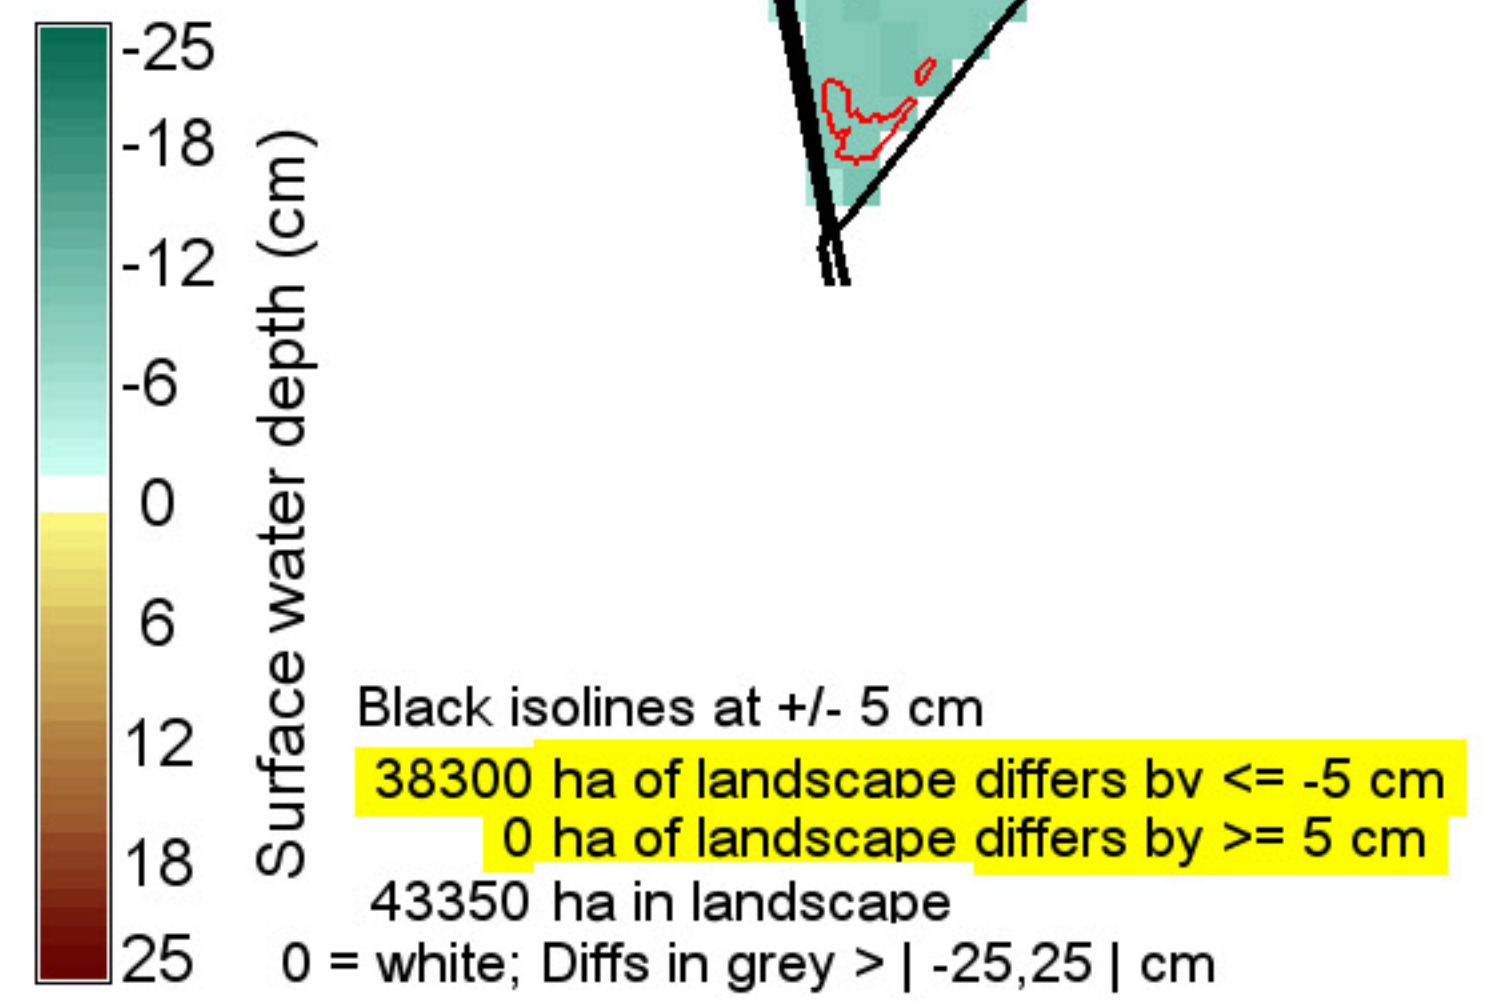 -25
-18
-12
-6
0
6
12
18
25
Surface water depth (cm)
Black isolines at +/- 5 cm
38300 ha of landscape differs by <= -5 cm
0 ha of landscape differs by >= 5 cm
43350 ha in landscape
0 = white; Diffs in grey > | -25,25 | cm